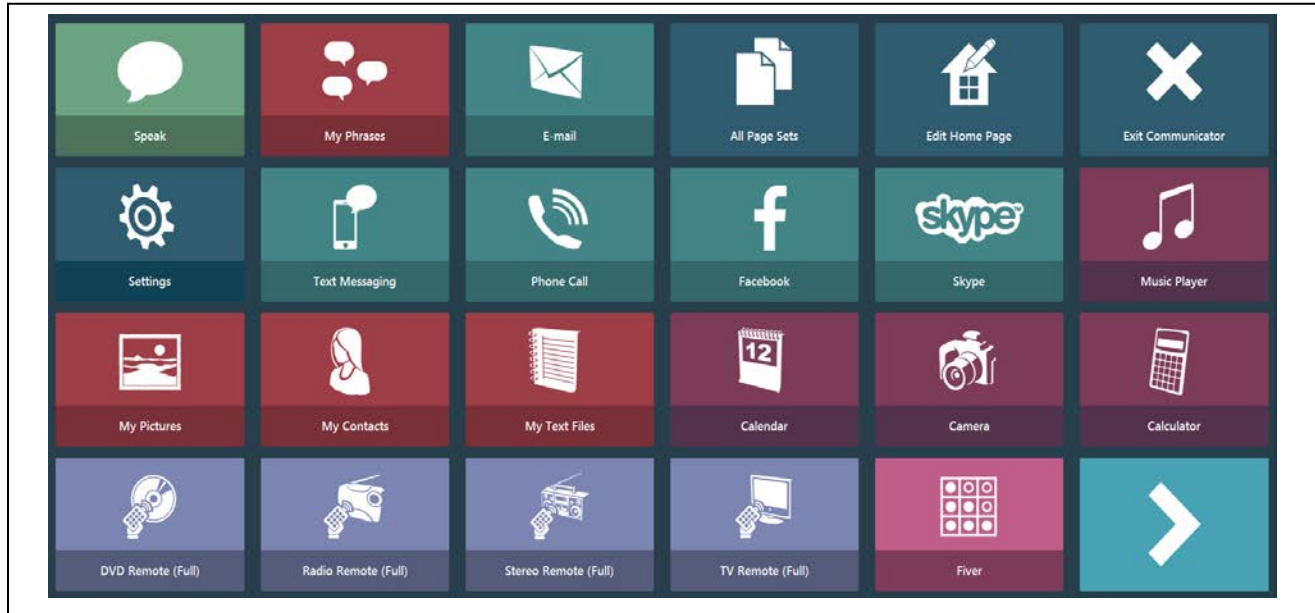 Speak
My Phrases
E-mail
All Page Sets
Edit Home Page
Exit Communicator
skype™
Settings
Text Messaging
Phone Call
Facebook
Skype
Music Player
12
My Pictures
My Contacts
My Text Files
Calendar
Camera
Calculator
DVD Remote (Full)
Radio Remote (Full)
Stereo Remote (Full)
TV Remote (Full)
Fiver